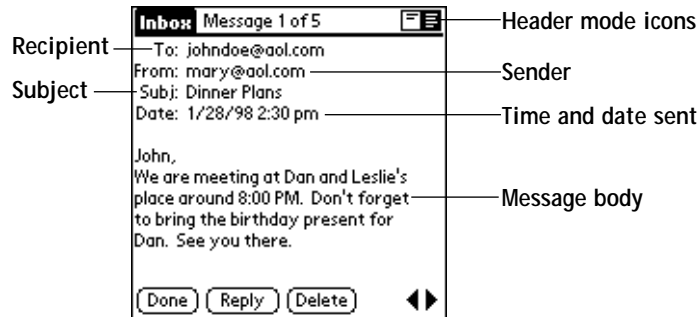 Inbox Message 1 of 5
Header mode icons
Recipient
To: johndoe@aol.com
From: mary@aol.com
Sender
Subject
Subj: Dinner Plans
Date: 1/28/98 2:30 pm
Time and date sent
John,
We are meeting at Dan and Leslie's
place around 8:00 PM. Don't forget
Message body
to bring the birthday present for
Dan. See you there.
Done Reply Delete